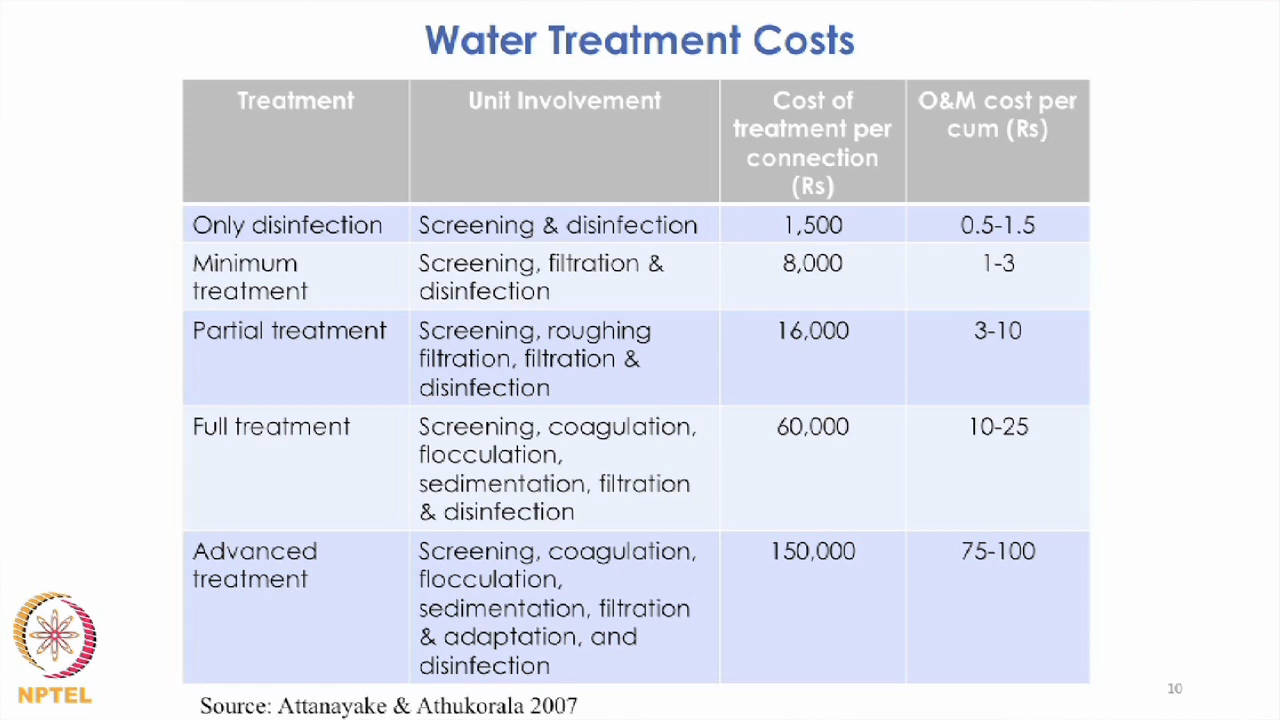 Water Treatment Costs
Treatment
Unit Involvement
Cost of
treatment per
connection
(Rs)
O&M cost per
cum (Rs)
Only disinfection
Screening & disinfection
1,500
0.5-1.5
Minimum
treatment
Screening, filtration &
disinfection
8,000
1-3
Partial treatment
Screening, roughing
filtration, filtration &
disinfection
16,000
3-10
Full treatment
Screening, coagulation,
flocculation,
sedimentation, filtration
& disinfection
60,000
10-25
Advanced
treatment
Screening, coagulation,
flocculation,
sedimentation, filtration
& adaptation, and
disinfection
150,000
75-100
NPTEL
Source: Attanayake & Athukorala 2007
10